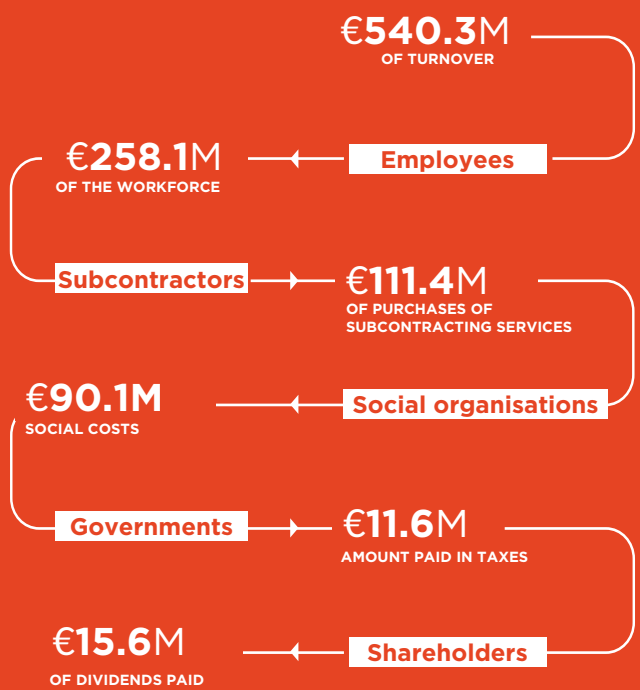 €540.3M
OF TURNOVER
Employees
€258.1M
OF THE WORKFORCE
Subcontractors
€111.4M
OF PURCHASES OF
SUBCONTRACTING SERVICES
Social organisations
€90.1M
SOCIAL COSTS
Governments
€11.6M
AMOUNT PAID IN TAXES
Shareholders
€15.6M
OF DIVIDENDS PAID